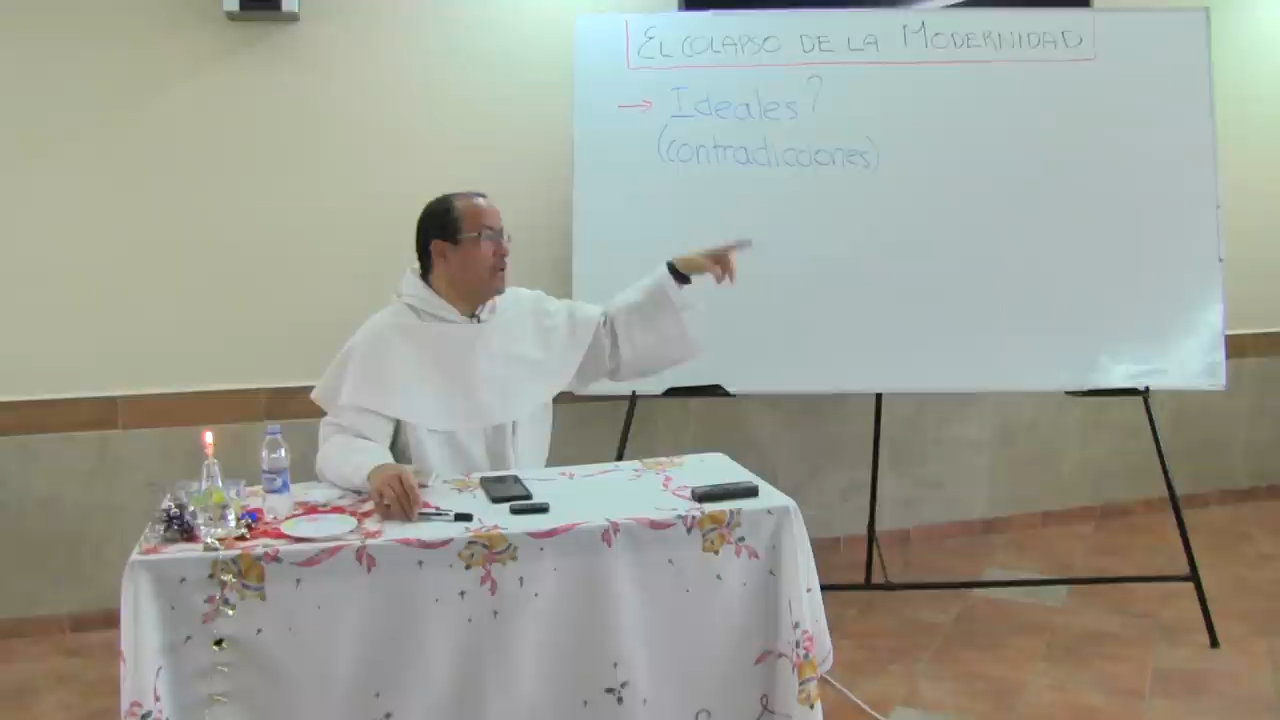 EL COLAPSO DE LA MODERNIDAD
→ Ideales?
(contradicciones)